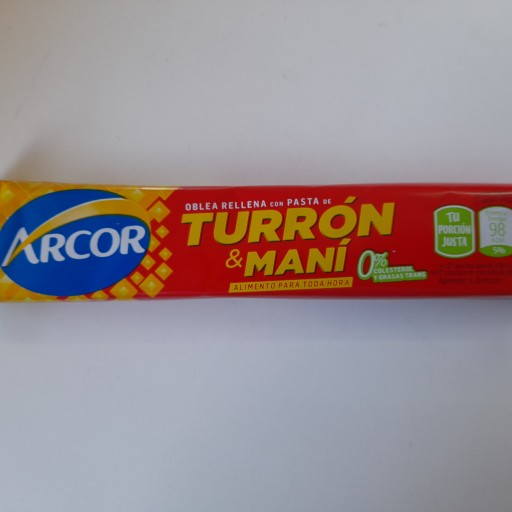 ARCOR
OBLEA RELLENA CON PASTA DE
TURRÓN
& MANÍ
ALIMENTO PARA TODA HORA
0%
COLESTEROL
Y GRASAS TRANS
TU
PORCIÓN
JUSTA
98
5%